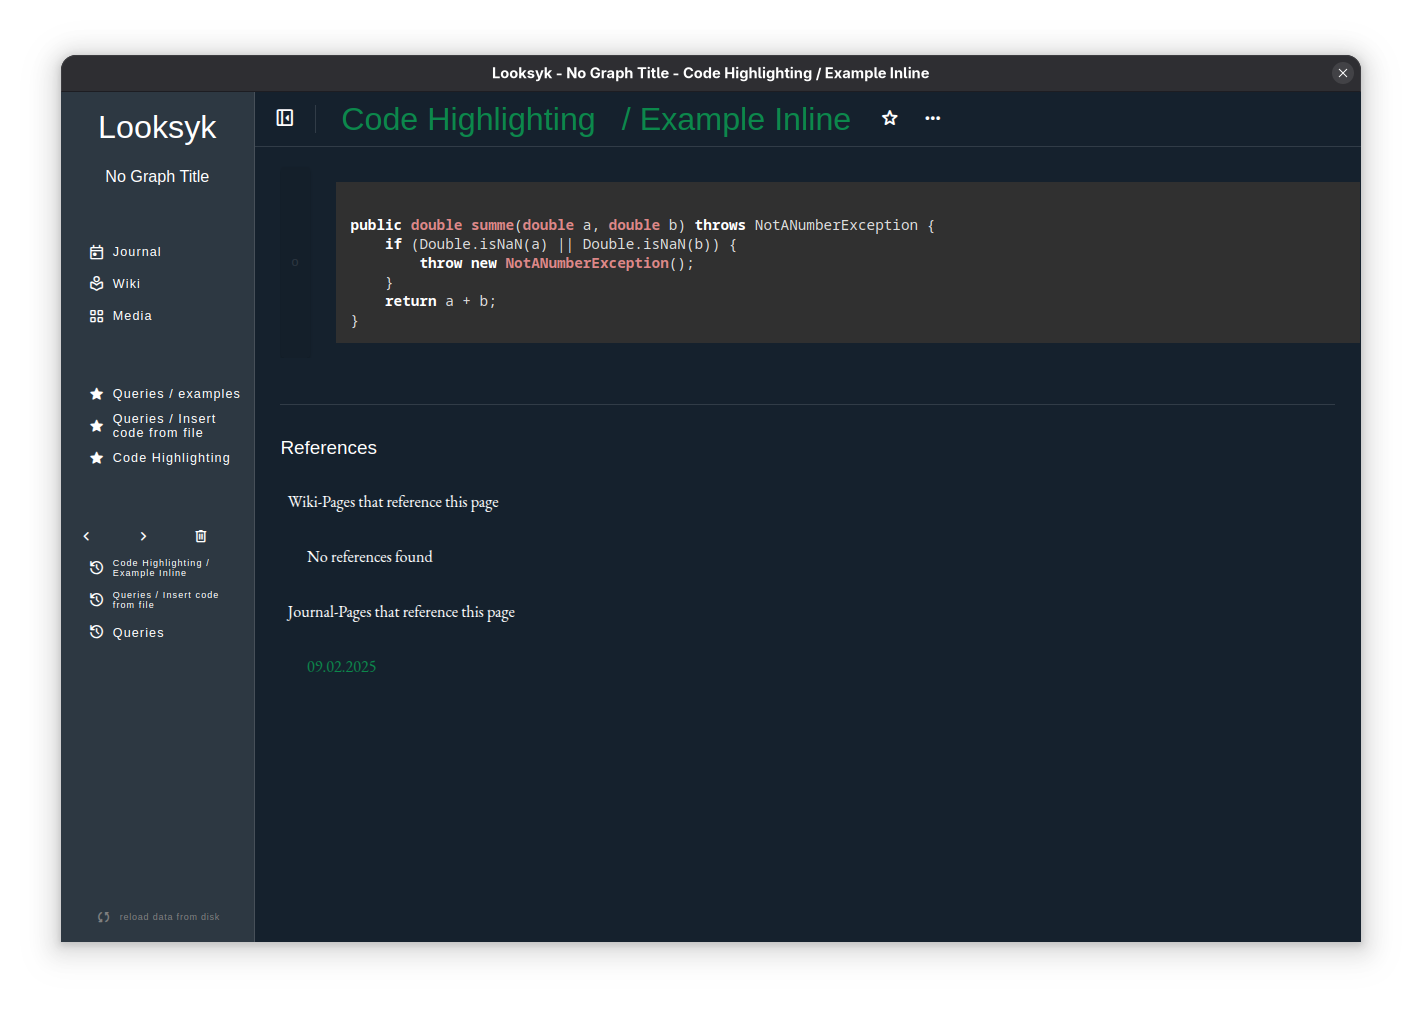 Looksyk - No Graph Title - Code Highlighting / Example Inline
Looksyk
No Graph Title
Journal
Wiki
Media
Queries / examples
Queries / Insert
code from file
Code Highlighting
Code Highlighting /
Example Inline
Queries / Insert code
from file
Queries
reload data from disk
Code Highlighting / Example Inline
public double summe(double a, double b) throws NotANumberException {
    if (Double.isNaN(a) || Double.isNaN(b)) {
        throw new NotANumberException();
    }
    return a + b;
}
References
Wiki-Pages that reference this page
No references found
Journal-Pages that reference this page
09.02.2025